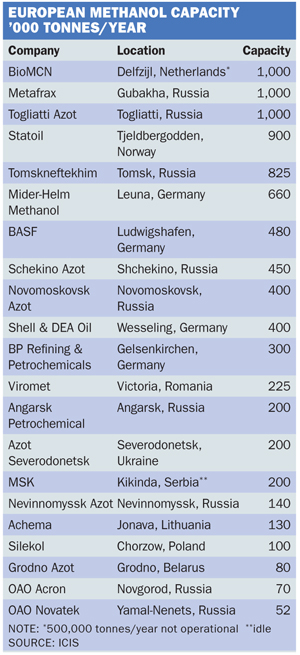 EUROPEAN METHANOL CAPACITY
’000 TONNES/YEAR
Company Location Capacity
BioMCN Delfzijl, Netherlands* 1,000
Metafrax Gubakha, Russia 1,000
Togliatti Azot Togliatti, Russia 1,000
Statoil Tjeldbergodden, 900
Norway
Tomskneftekhim Tomsk, Russia 825
Mider-Helm Leuna, Germany 660
Methanol
BASF Ludwigshafen, 480
Germany
Schekino Azot Shchekino, Russia 450
Novomoskovsk Novomoskovsk, 400
Azot Russia
Shell & DEA Oil Wesseling, Germany 400
BP Refining & Gelsenkirchen, 300
Petrochemicals Germany
Viromet Victoria, Romania 225
Angarsk Angarsk, Russia 200
Petrochemical
Azot Severodonetsk, 200
Severodonetsk Ukraine
MSK Kikinda, Serbia** 200
Nevinnomyssk Azot Nevinnomyssk, Russia 140
Achema Jonava, Lithuania 130
Silekol Chorzow, Poland 100
Grodno Azot Grodno, Belarus 80
OAO Acron Novgorod, Russia 70
OAO Novatek Yamal-Nenets, Russia 52
NOTE: *500,000 tonnes/year not operational **idle
SOURCE: ICIS